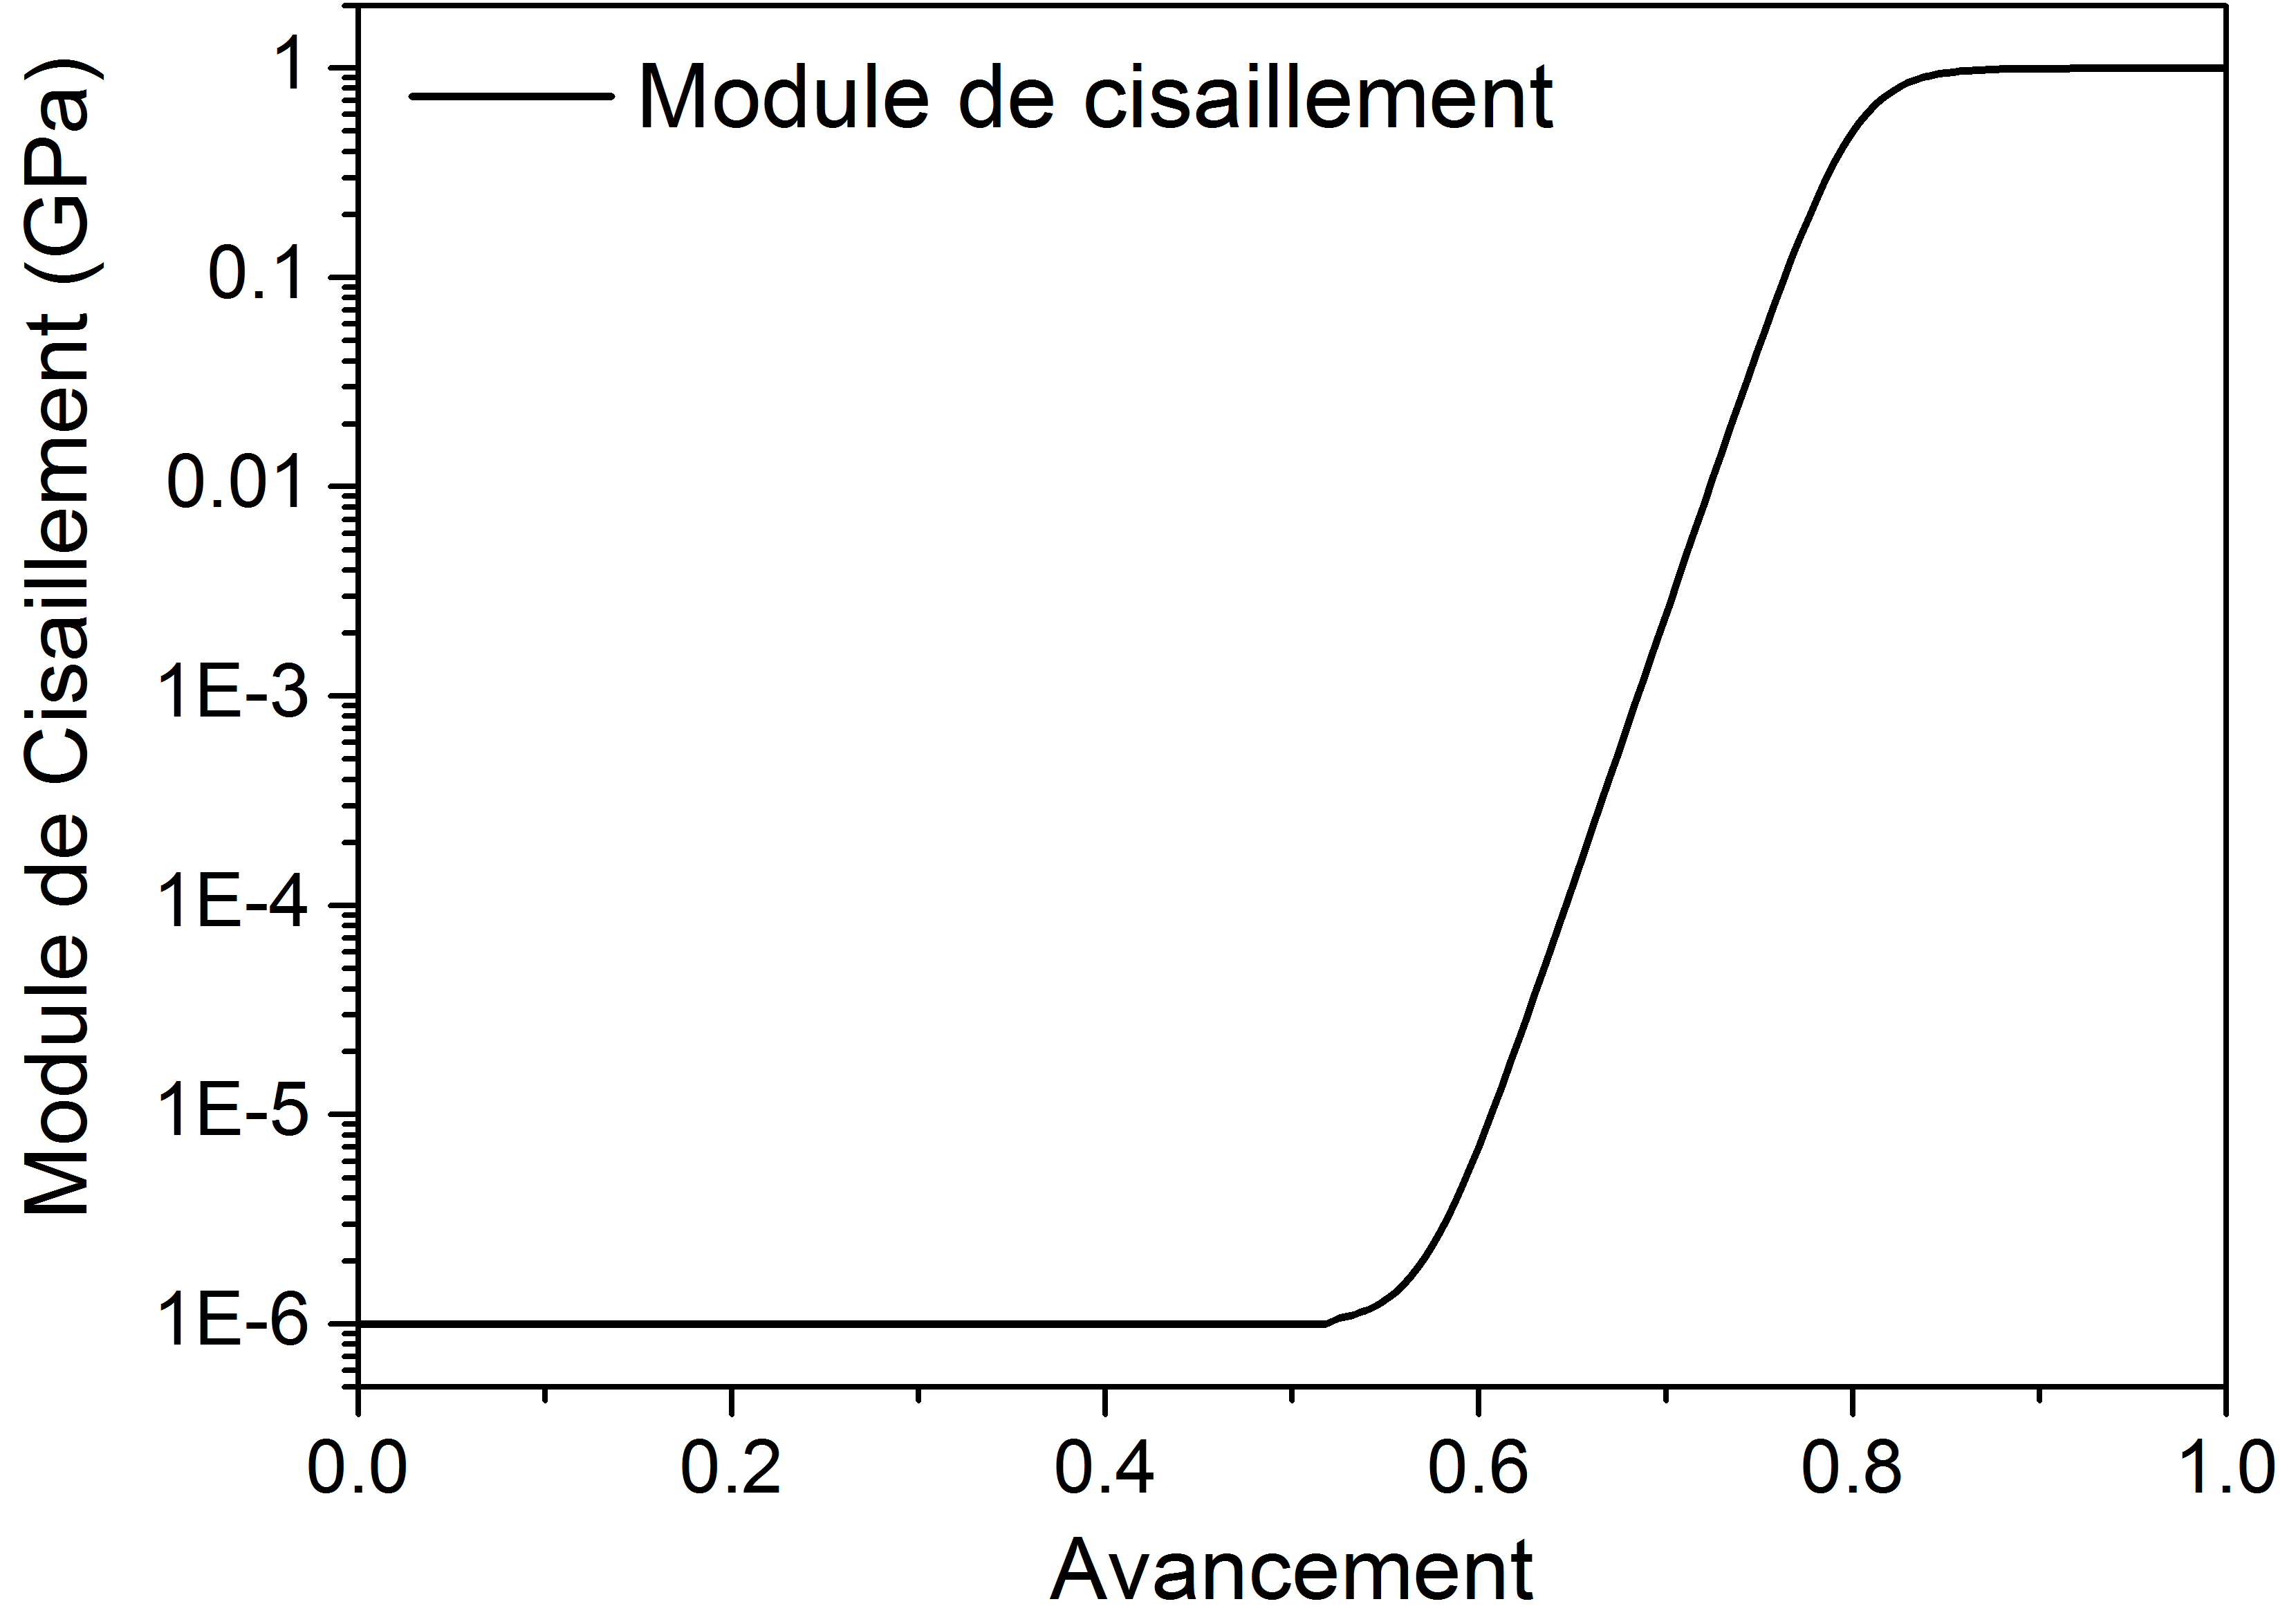 Module de Cisaillement (GPa)
Module de cisaillement
1
0.1
0.01
1E-3
1E-4
1E-5
1E-6
0.0 0.2 0.4 0.6 0.8 1.0
Avancement